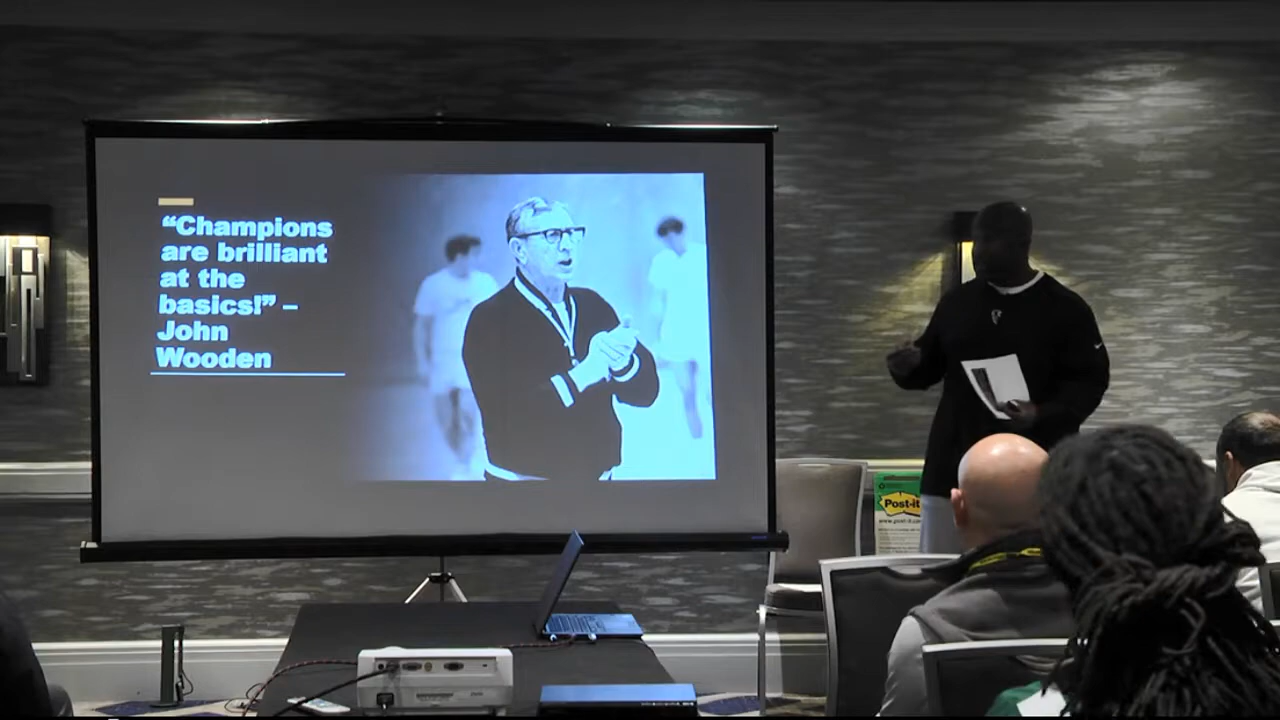 “Champions
are brilliant
at the
basics!” –
John
Wooden
Post-it